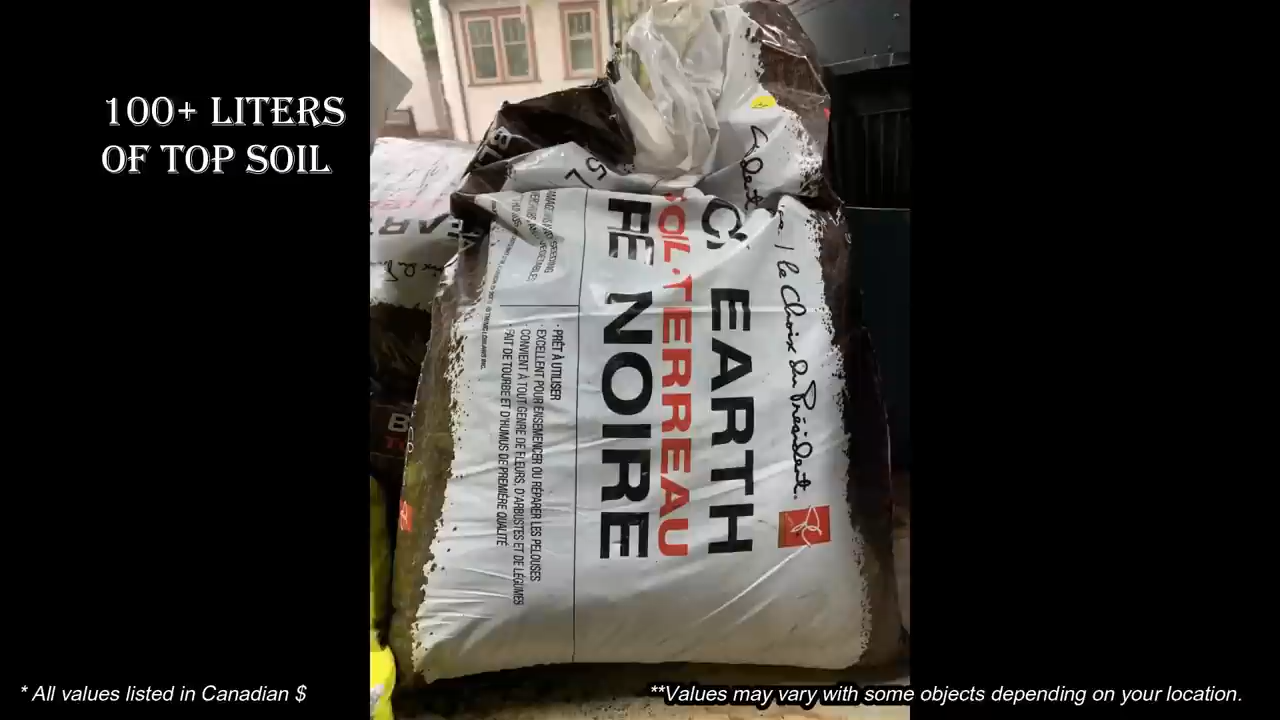 100+ LITERS
OF TOP SOIL
le Choix du Président.
EARTH
OIL·TERREAU
NOIRE
· PRÊT À UTILISER
· EXCELLENT POUR ENSEMENCER OU RÉPARER LES PELOUSES
· CONVIENT À TOUT GENRE DE FLEURS, D'ARBUSTES ET DE LÉGUMES
· FAIT DE TOURBE ET D'HUMUS DE PREMIÈRE QUALITÉ
* All values listed in Canadian $
**Values may vary with some objects depending on your location.